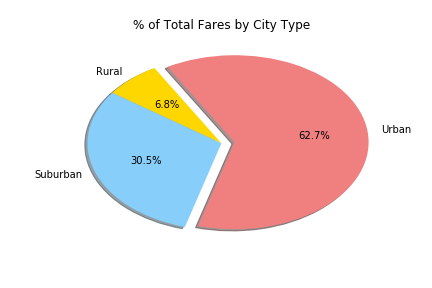 % of Total Fares by City Type
Rural
6.8%
Urban
62.7%
30.5%
Suburban